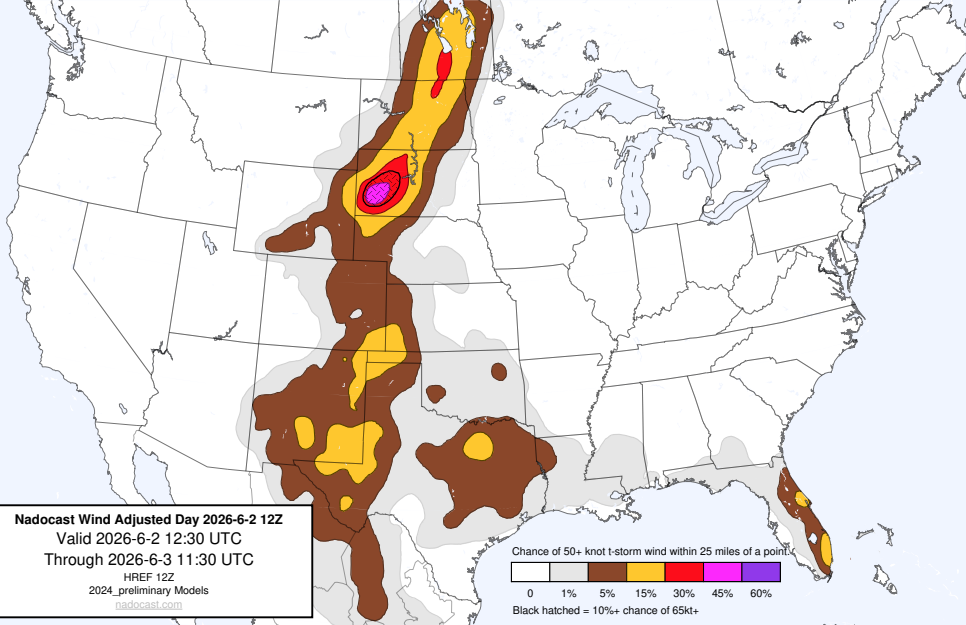 Nadocast Wind Adjusted Day 2026-6-2 12Z
Valid 2026-6-2 12:30 UTC
Through 2026-6-3 11:30 UTC
HREF 12Z
2024_preliminary Models
nadocast.com
Chance of 50+ knot t-storm wind within 25 miles of a point.
0 1% 5% 15% 30% 45% 60%
Black hatched = 10%+ chance of 65kt+